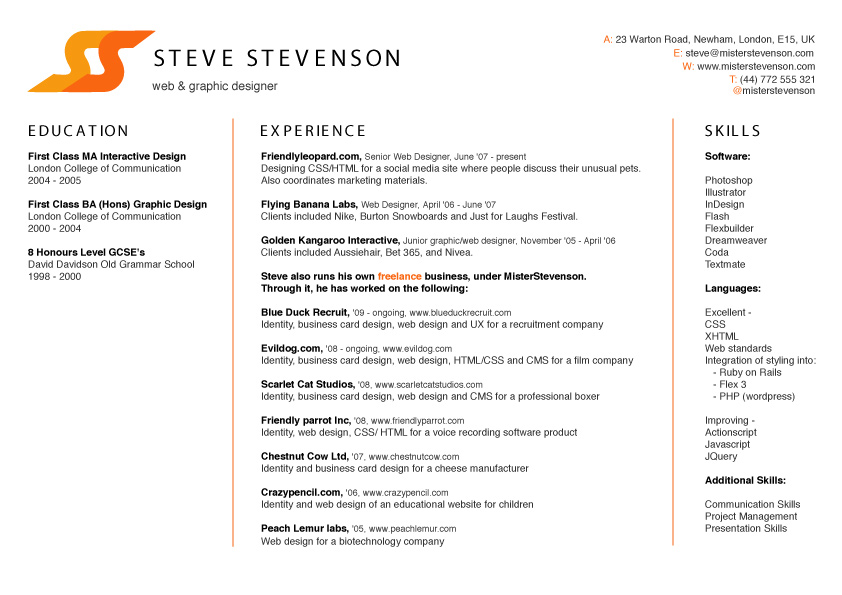 STEVE STEVENSON
web & graphic designer
A: 23 Warton Road, Newham, London, E15, UK
E: steve@misterstevenson.com
W: www.misterstevenson.com
T: (44) 772 555 321
@misterstevenson
EDUCATION
First Class MA Interactive Design
London College of Communication
2004 - 2005
First Class BA (Hons) Graphic Design
London College of Communication
2000 - 2004
8 Honours Level GCSE's
David Davidson Old Grammar School
1998 - 2000
EXPERIENCE
Friendlyleopard.com, Senior Web Designer, June '07 - present
Designing CSS/HTML for a social media site where people discuss their unusual pets.
Also coordinates marketing materials.
Flying Banana Labs, Web Designer, April '06 - June '07
Clients included Nike, Burton Snowboards and Just for Laughs Festival.
Golden Kangaroo Interactive, Junior graphic/web designer, November '05 - April '06
Clients included Aussiehair, Bet 365, and Nivea.
Steve also runs his own freelance business, under MisterStevenson.
Through it, he has worked on the following:
Blue Duck Recruit, '09 - ongoing, www.blueduckrecruit.com
Identity, business card design, web design and UX for a recruitment company
Evildog.com, '08 - ongoing, www.evildog.com
Identity, business card design, web design, HTML/CSS and CMS for a film company
Scarlet Cat Studios, '08, www.scarletcatstudios.com
Identity, business card design, web design and CMS for a professional boxer
Friendly parrot Inc, '08, www.friendlyparrot.com
Identity, web design, CSS/ HTML for a voice recording software product
Chestnut Cow Ltd, '07, www.chestnutcow.com
Identity and business card design for a cheese manufacturer
Crazypencil.com, '06, www.crazypencil.com
Identity and web design of an educational website for children
Peach Lemur labs, '05, www.peachlemur.com
Web design for a biotechnology company
SKILLS
Software:
Photoshop
Illustrator
InDesign
Flash
Flexbuilder
Dreamweaver
Coda
Textmate
Languages:
Excellent -
CSS
XHTML
Web standards
Integration of styling into:
- Ruby on Rails
- Flex 3
- PHP (wordpress)
Improving -
Actionscript
Javascript
JQuery
Additional Skills:
Communication Skills
Project Management
Presentation Skills